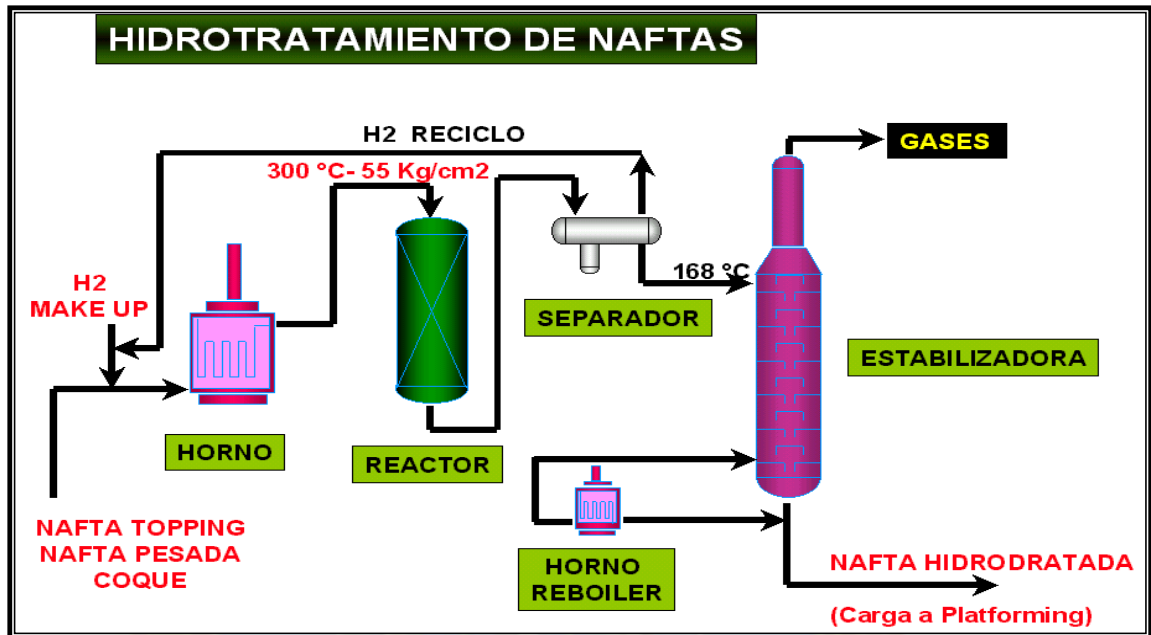 HIDROTRATAMIENTO DE NAFTAS
H2 RECICLO
GASES
300 °C- 55 Kg/cm2
168 °C
H2
MAKE UP
SEPARADOR
ESTABILIZADORA
HORNO
REACTOR
NAFTA TOPPING
NAFTA PESADA
COQUE
HORNO
REBOILER
NAFTA HIDRODRATADA
(Carga a Platforming)